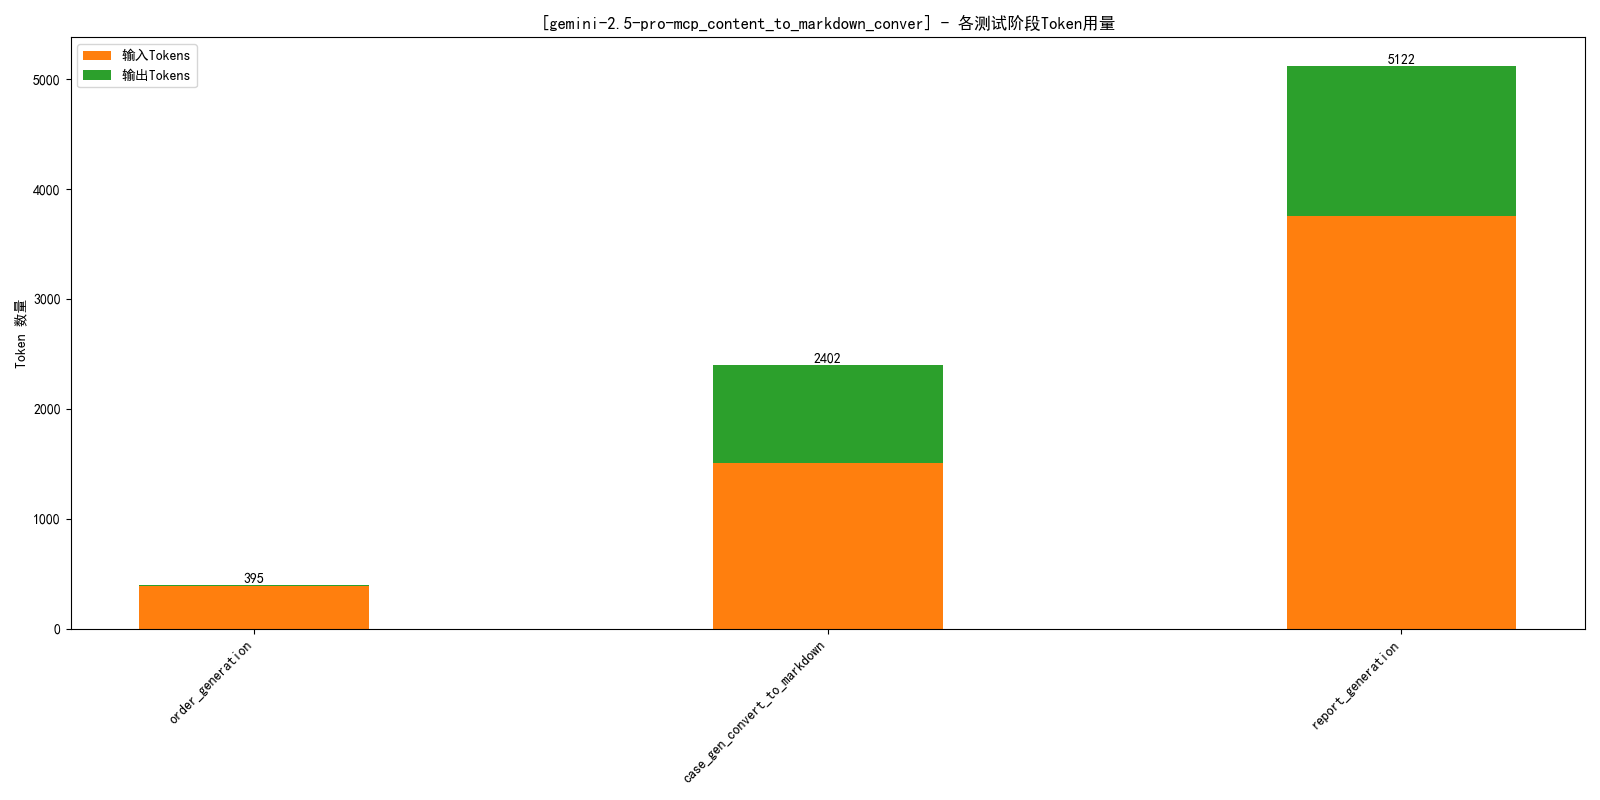 [gemini-2.5-pro-mcp_content_to_markdown_conver] - 各测试阶段Token用量
输入Tokens
输出Tokens
Token 数量
5000
4000
3000
2000
1000
0
395
2402
5122
order_generation
case_gen_convert_to_markdown
report_generation